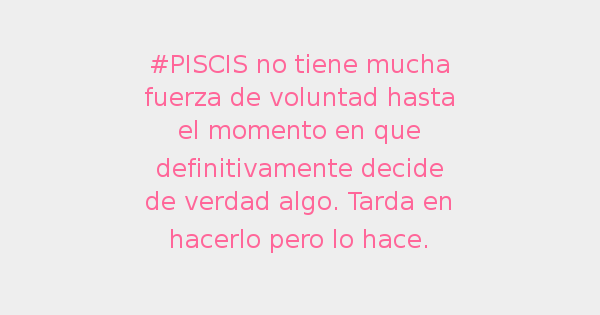 #PISCIS no tiene mucha
fuerza de voluntad hasta
el momento en que
definitivamente decide
de verdad algo. Tarda en
hacerlo pero lo hace.